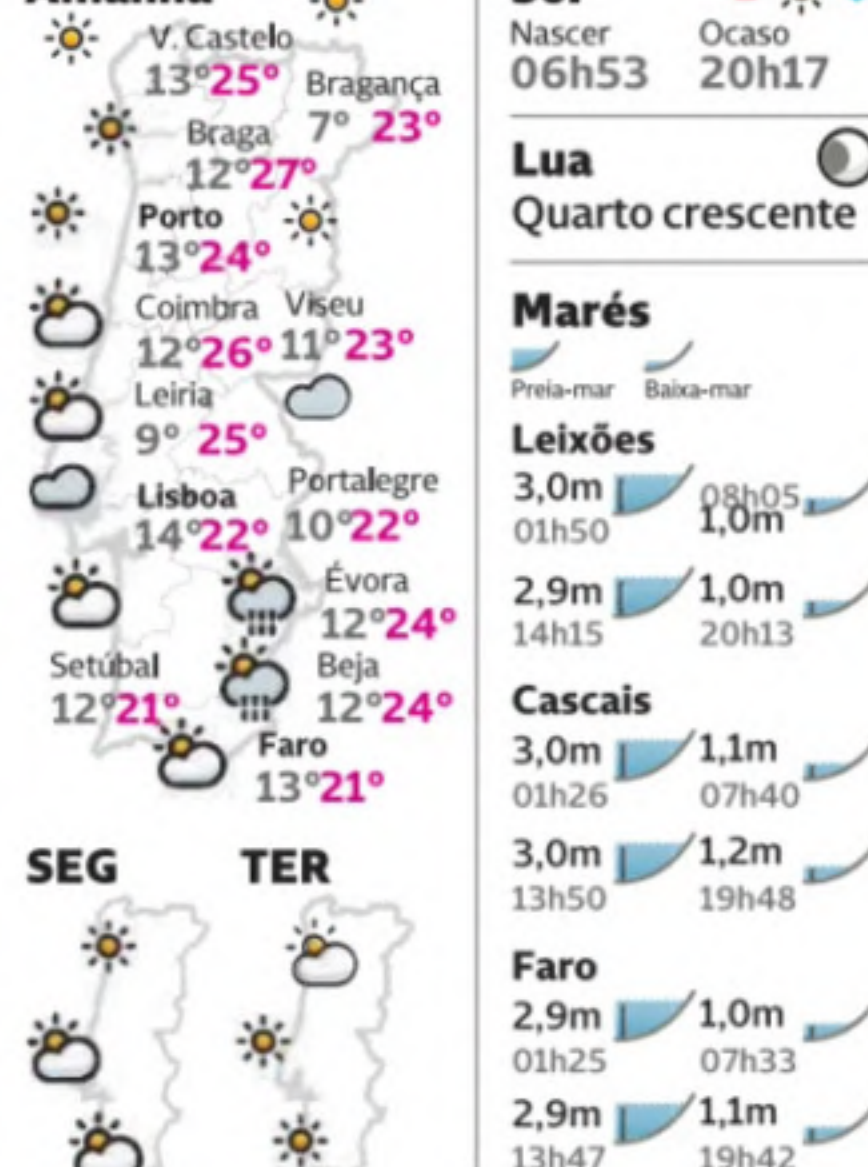 V. Castelo
13° 25°
Bragança
7° 23°
Braga
12° 27°
Porto
13° 24°
Coimbra
12° 26°
Viseu
11° 23°
Leiria
9° 25°
Lisboa
14° 22°
Portalegre
10° 22°
Évora
12° 24°
Setúbal
12° 21°
Beja
12° 24°
Faro
13° 21°
SEG
TER
Nascer Ocaso
06h53 20h17
Lua
Quarto crescente
Marés
Preia-mar Baixa-mar
Leixões
3,0m 08h05
01h50 1,0m
2,9m 1,0m
14h15 20h13
Cascais
3,0m 1,1m
01h26 07h40
3,0m 1,2m
13h50 19h48
Faro
2,9m 1,0m
01h25 07h33
2,9m 1,1m
13h47 19h42